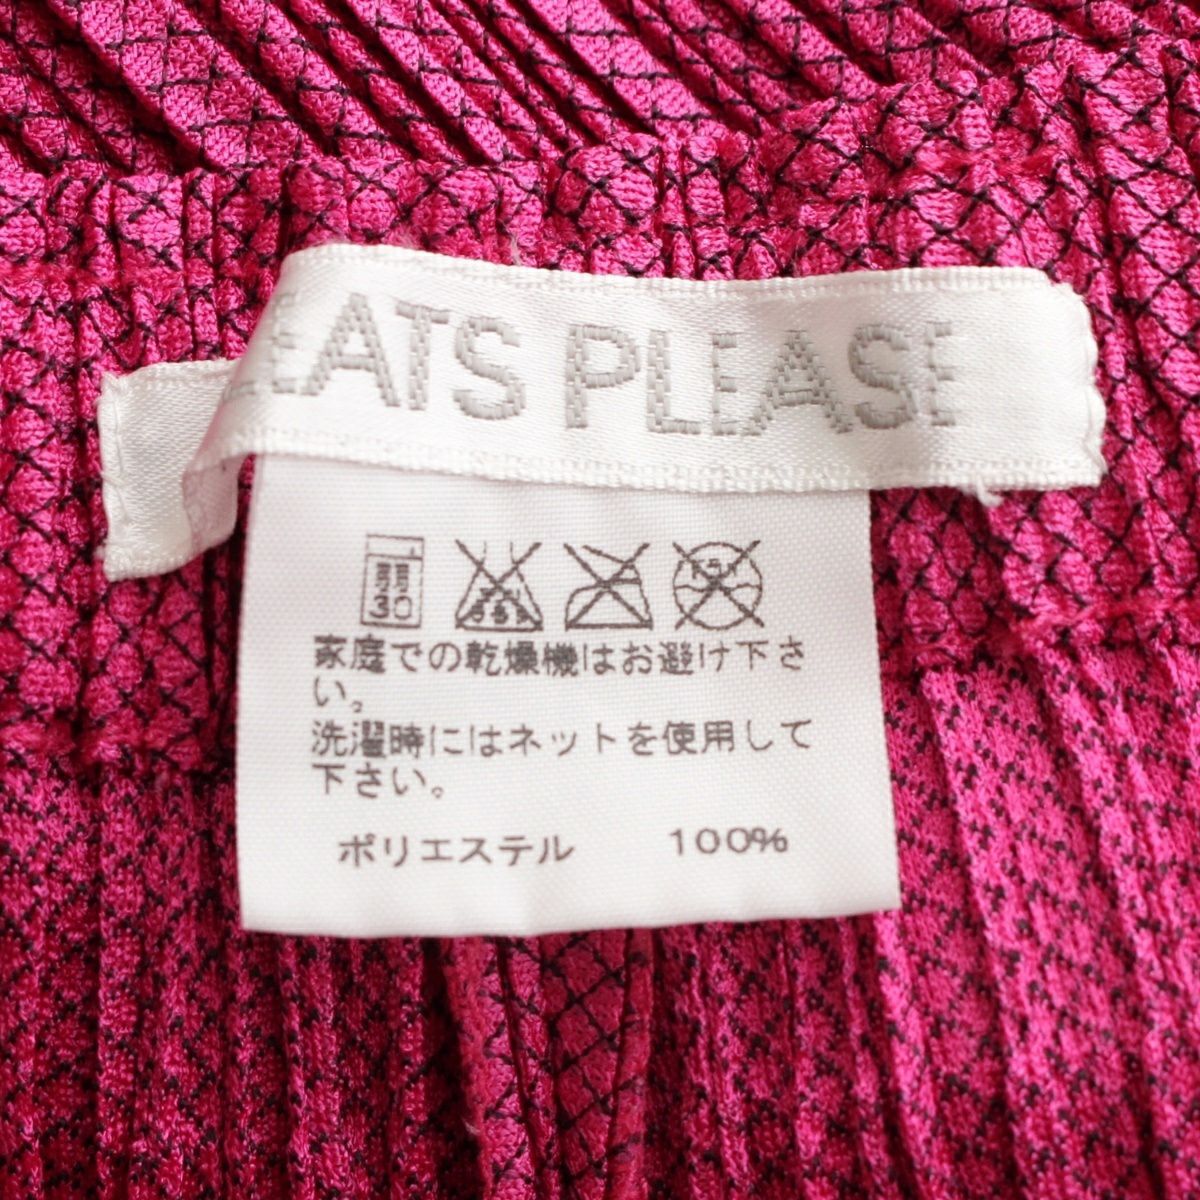 LEATS PLEASE
30
家庭での乾燥機はお避け下さ
い。
洗濯時にはネットを使用して
下さい。
ポリエステル 100%